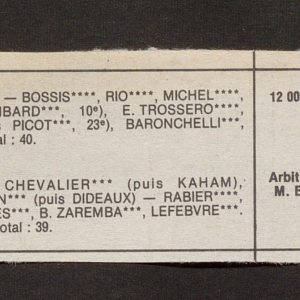 — BOSSIS****, RIO****, MICHEL****,
BARD***, 10e), E. TROSSERO****,
PICOT***, 23e), BARONCHELLI***,
al : 40.
CHEVALIER*** (puis KAHAM),
N*** (puis DIDEAUX) — RABIER****,
ES***, B. ZAREMBA***, LEFEBVRE***.
otal : 39.
12 00
Arbit
M. B